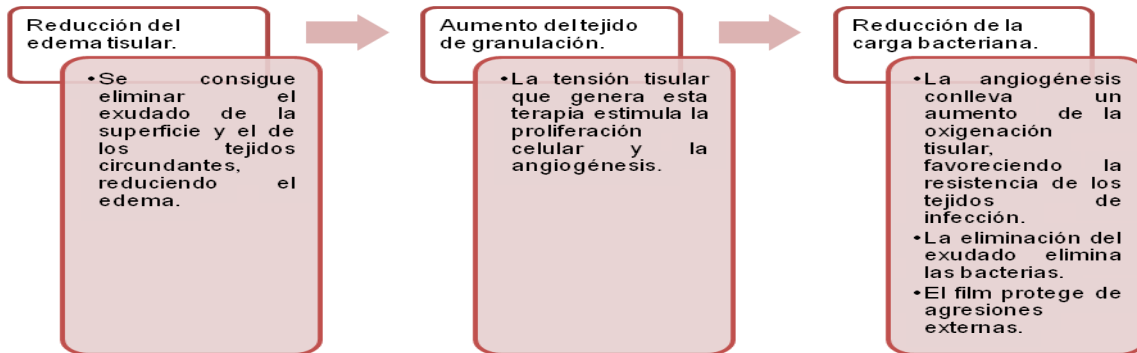 Reducción del
edema tisular.
•Se consigue
eliminar el
exudado de la
superficie y el de
los tejidos
circundantes,
reduciendo el
edema.
Aumento del tejido
de granulación.
•La tensión tisular
que genera esta
terapia estimula la
proliferación
celular y la
angiogénesis.
Reducción de la
carga bacteriana.
•La angiogénesis
conlleva un
aumento de la
oxigenación
tisular,
favoreciendo la
resistencia de los
tejidos de
infección.
•La eliminación del
exudado elimina
las bacterias.
•El film protege de
agresiones
externas.